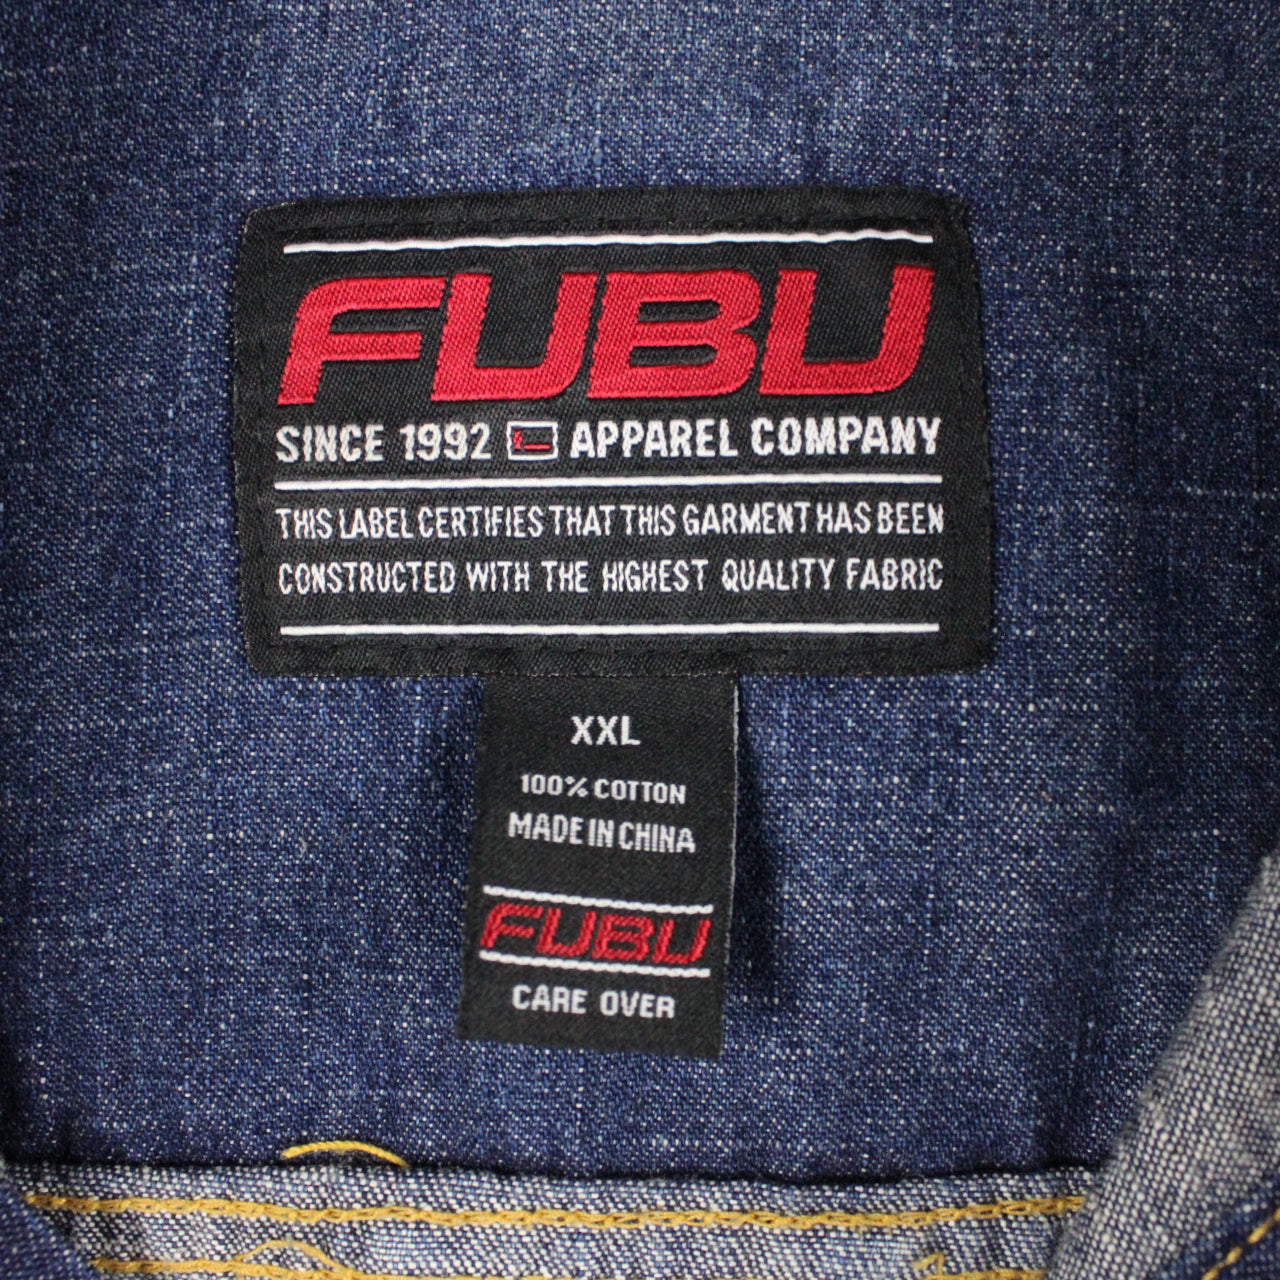 FUBU
SINCE 1992 APPAREL COMPANY
THIS LABEL CERTIFIES THAT THIS GARMENT HAS BEEN
CONSTRUCTED WITH THE HIGHEST QUALITY FABRIC
XXL
100% COTTON
MADE IN CHINA
FUBU
CARE OVER